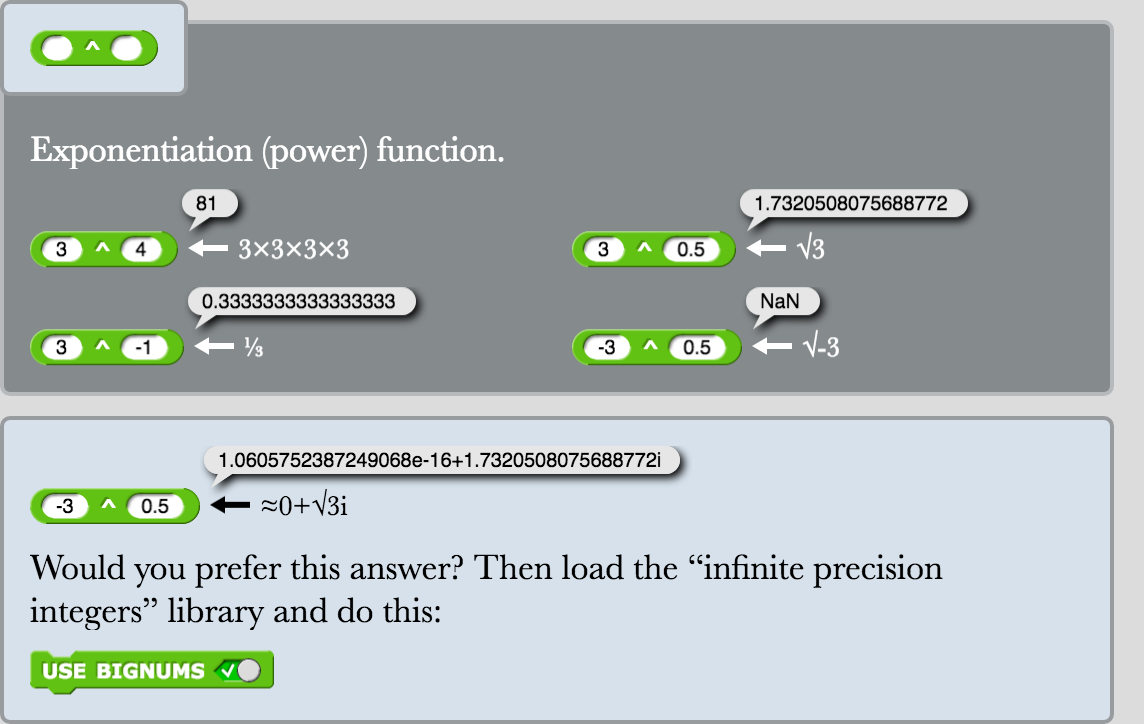 ^
Exponentiation (power) function.
81
3 ^ 4 ← 3×3×3×3
1.7320508075688772
3 ^ 0.5 ← √3
0.3333333333333333
3 ^ -1 ← ⅓
NaN
-3 ^ 0.5 ← √-3
1.0605752387249068e-16+1.7320508075688772i
-3 ^ 0.5 ← ≈0+√3i
Would you prefer this answer? Then load the “infinite precision
integers” library and do this:
USE BIGNUMS ✓